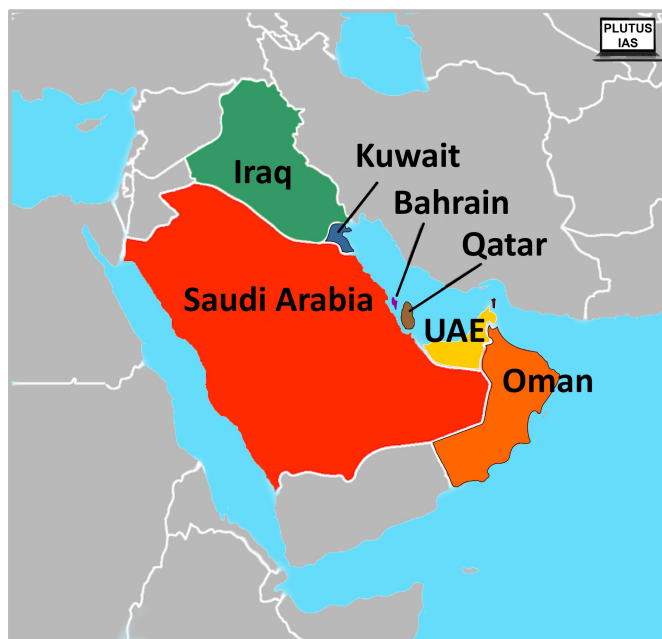 PLUTUS
IAS
Kuwait
Iraq
Bahrain
Qatar
Saudi Arabia
UAE
Oman